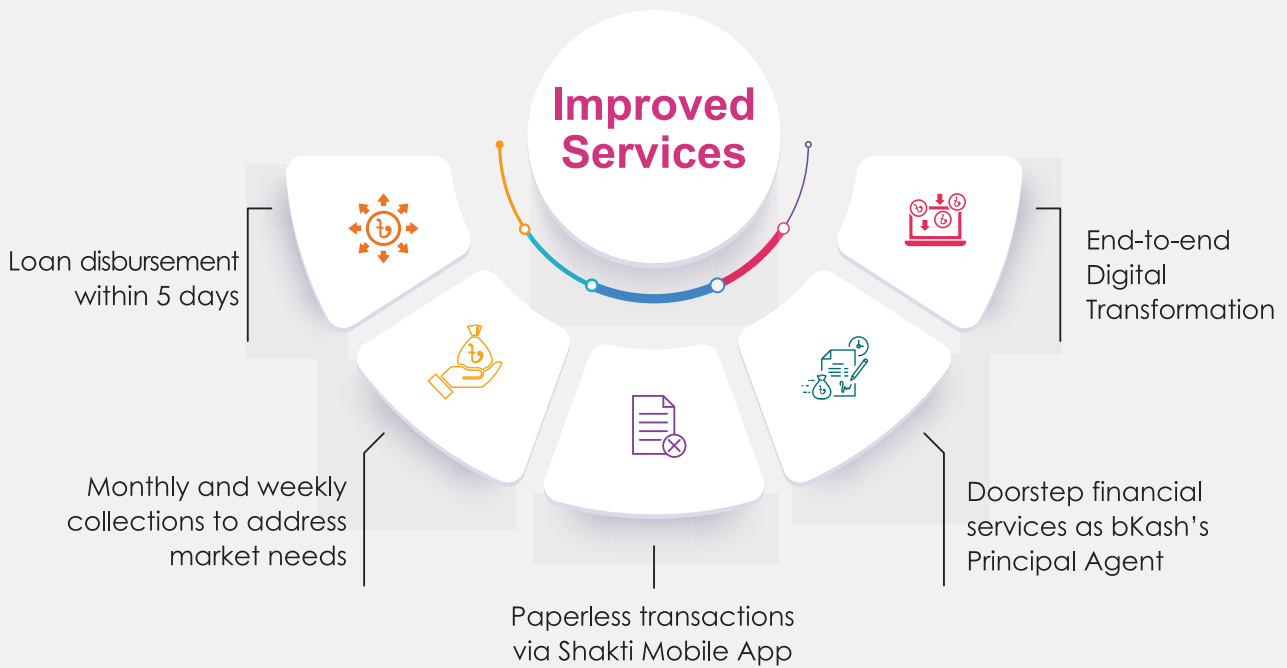 Improved
Services
Loan disbursement
within 5 days
Monthly and weekly
collections to address
market needs
Paperless transactions
via Shakti Mobile App
Doorstep financial
services as bKash’s
Principal Agent
End-to-end
Digital
Transformation
৳
৳
৳
৳
৳
৳